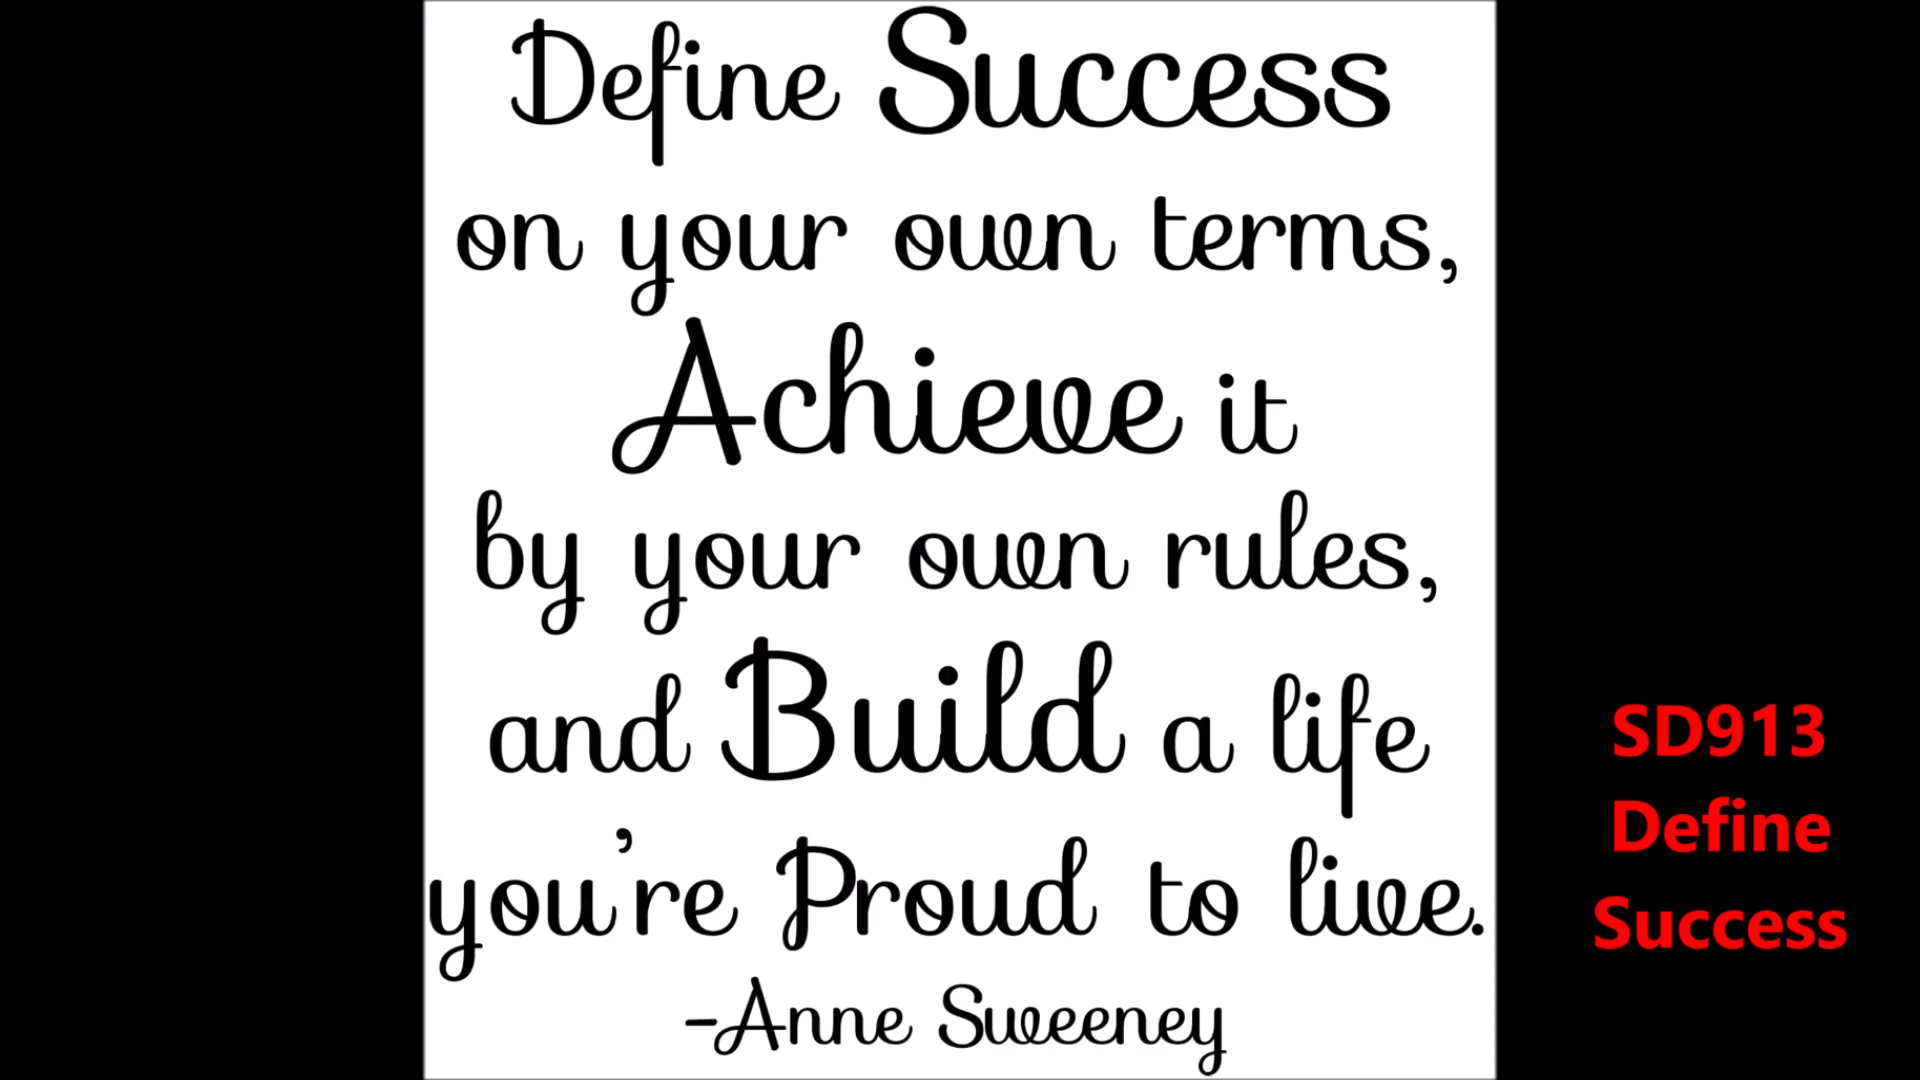 Define Success
on your own terms,
Achieve it
by your own rules,
and Build a life
you're Proud to live.
-Anne Sweeney
SD913
Define
Success